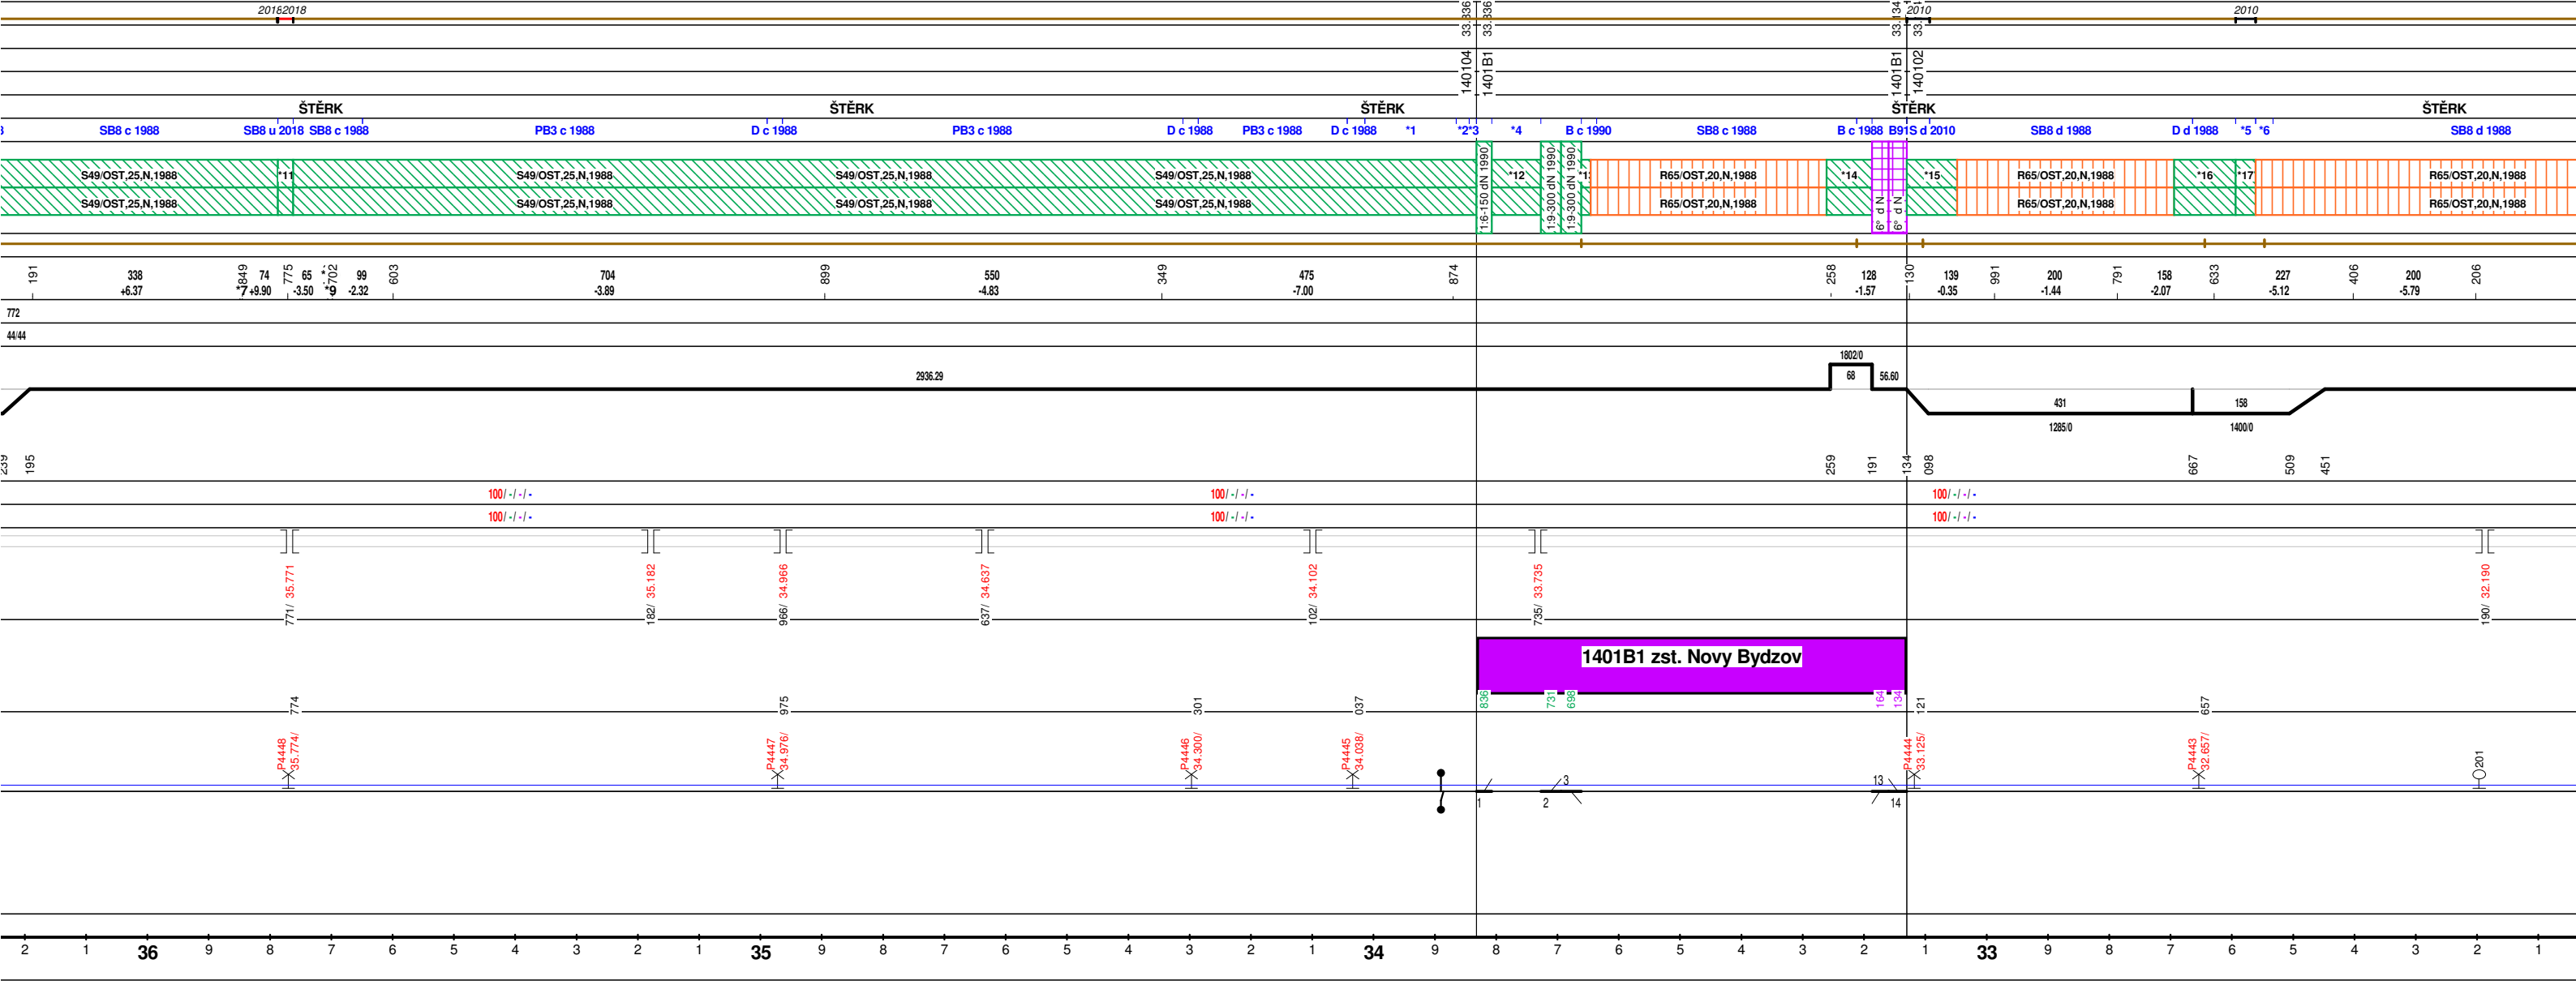 2018 2018 2010 2010
33.836 33.836 33.134
140104 1401B1 1401B1 140102
ŠTĚRK ŠTĚRK ŠTĚRK ŠTĚRK ŠTĚRK
SB8 c 1988 SB8 u 2018 SB8 c 1988 PB3 c 1988 D c 1988 PB3 c 1988 D c 1988 PB3 c 1988 D c 1988 *1 *2 *3 *4 B c 1990 SB8 c 1988 B c 1988 B91S d 2010 SB8 d 1988 D d 1988 *5 *6 SB8 d 1988
S49/OST,25,N,1988 *11 S49/OST,25,N,1988 S49/OST,25,N,1988 S49/OST,25,N,1988 1:6-150 dN 1990 *12 1:9-300 dN 1990 1:9-300 dN 1990 R65/OST,20,N,1988 *14 6° d N 6° d N *15 R65/OST,20,N,1988 *16 *17 R65/OST,20,N,1988
S49/OST,25,N,1988 S49/OST,25,N,1988 S49/OST,25,N,1988 S49/OST,25,N,1988 R65/OST,20,N,1988 R65/OST,20,N,1988 R65/OST,20,N,1988
191 338 849 74 775 65 702 99 603 704 899 550 349 475 874 258 128 130 139 991 200 791 158 633 227 406 200 206
+6.37 *7 +9.90 -3.50 *9 -2.32 -3.89 -4.83 -7.00 -1.57 -0.35 -1.44 -2.07 -5.12 -5.79
772
44/44
1802/0
2936.29 68 56.60
431 158
1285/0 1400/0
239 195 259 191 134 098 667 509 451
100/ - / - / - 100/ - / - / - 100/ - / - / -
100/ - / - / - 100/ - / - / - 100/ - / - / -
771/ 35.771 182/ 35.182 966/ 34.966 637/ 34.637 102/ 34.102 735/ 33.735 190/ 32.190
1401B1 zst. Novy Bydzov
774 975 301 037 836 731 698 164 134 121 657
P4448 35.774/ P4447 34.976/ P4446 34.300/ P4445 34.038/ P4444 33.125/ P4443 32.657/ 201
3 13
1 2 14
2 1 36 9 8 7 6 5 4 3 2 1 35 9 8 7 6 5 4 3 2 1 34 9 8 7 6 5 4 3 2 1 33 9 8 7 6 5 4 3 2 1